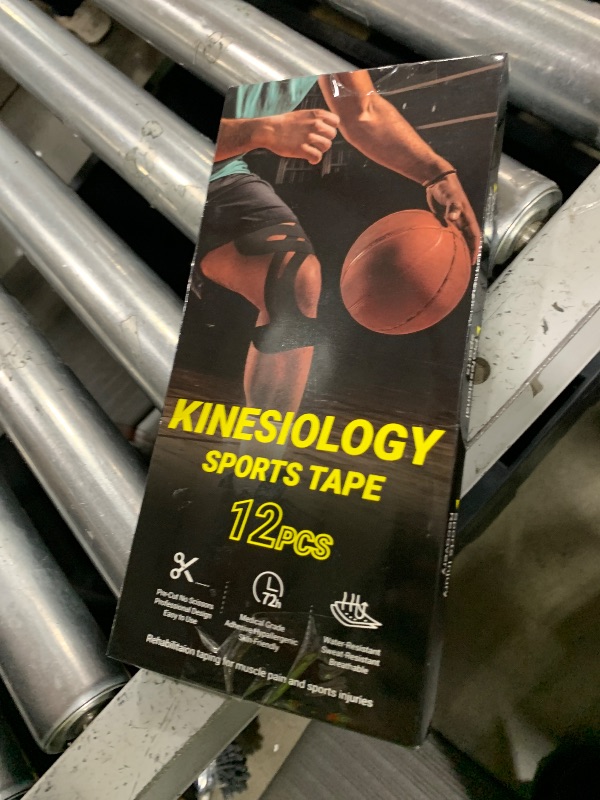 KINESIOLOGY
SPORTS TAPE
12PCS
72h
Pre-Cut No Scissors
Professional Design
Easy to Use
Medical Grade
Adhesive Hypoallergenic
Skin Friendly
Water-Resistant
Sweat-Resistant
Breathable
Rehabilitaion taping for muscle pain and sports injuries